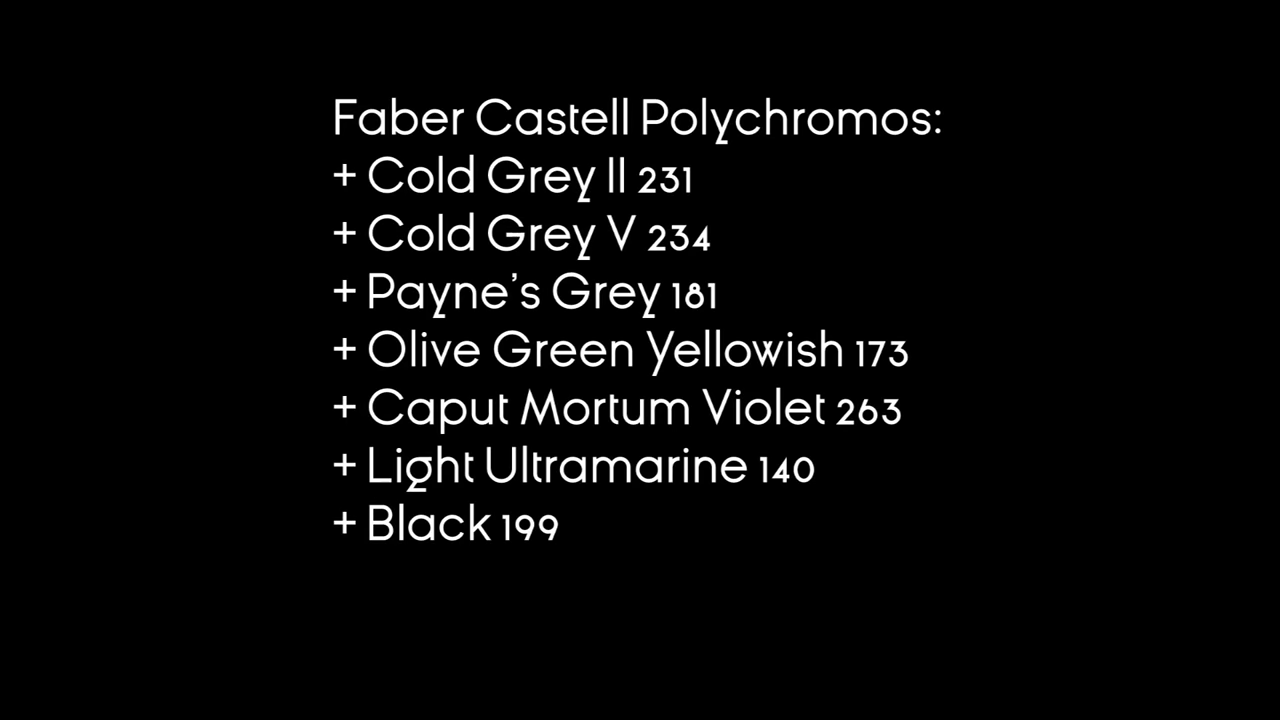 Faber Castell Polychromos:
+ Cold Grey II 231
+ Cold Grey V 234
+ Payne's Grey 181
+ Olive Green Yellowish 173
+ Caput Mortum Violet 263
+ Light Ultramarine 140
+ Black 199